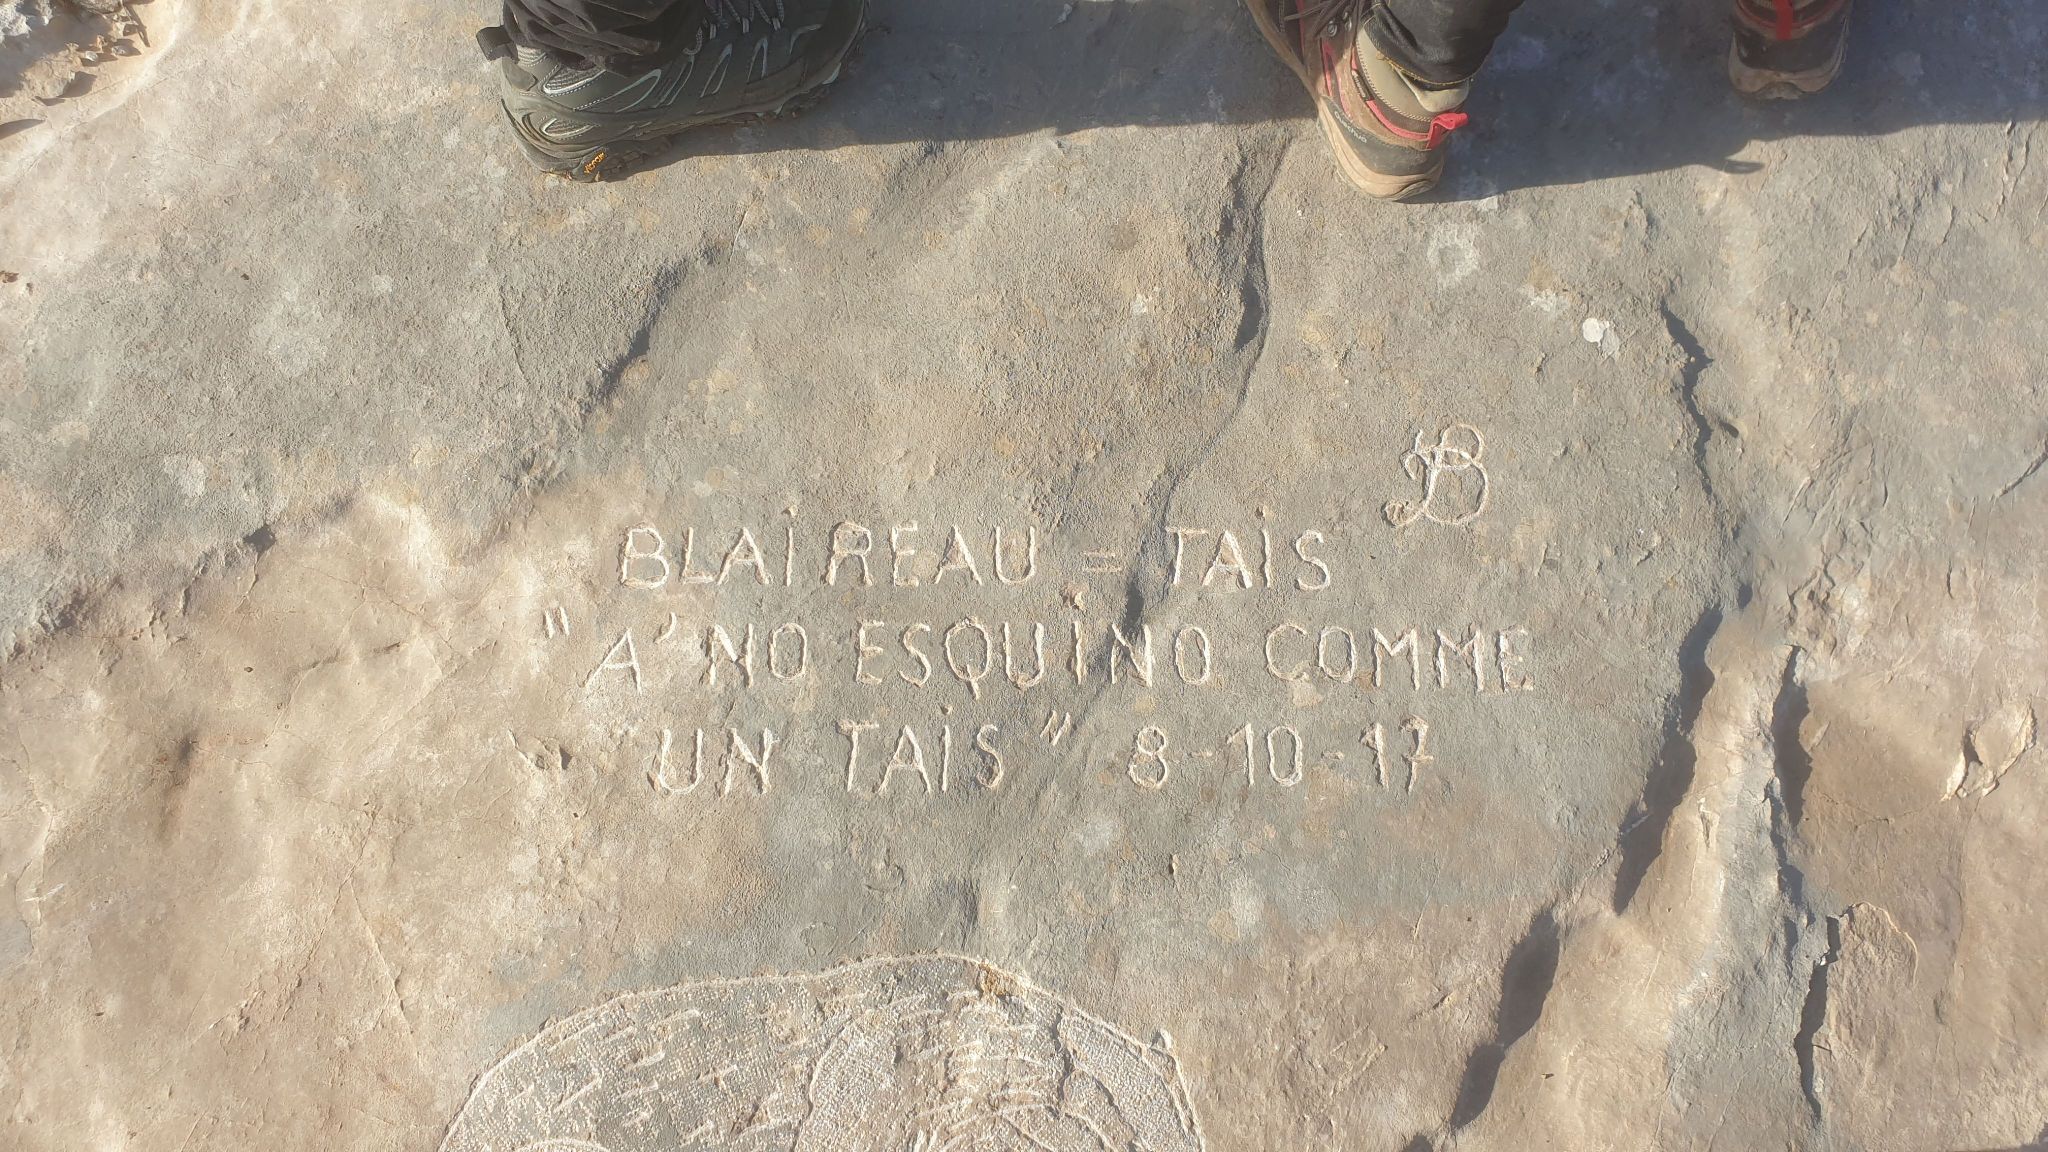 BLAIREAU = TAIS
" A' NO ESQUINO COMME
UN TAIS " 8-10-17